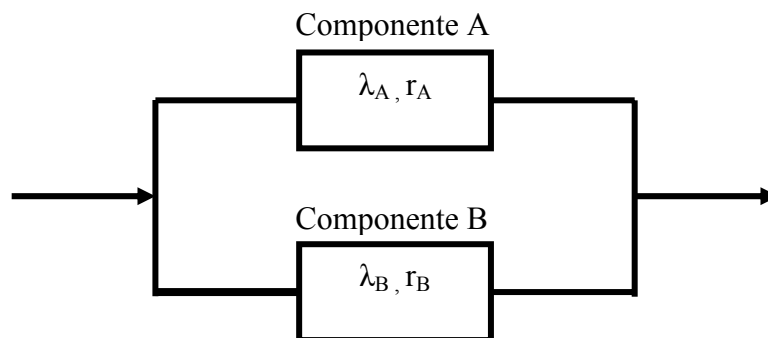 Componente A
λA , rA
Componente B
λB , rB